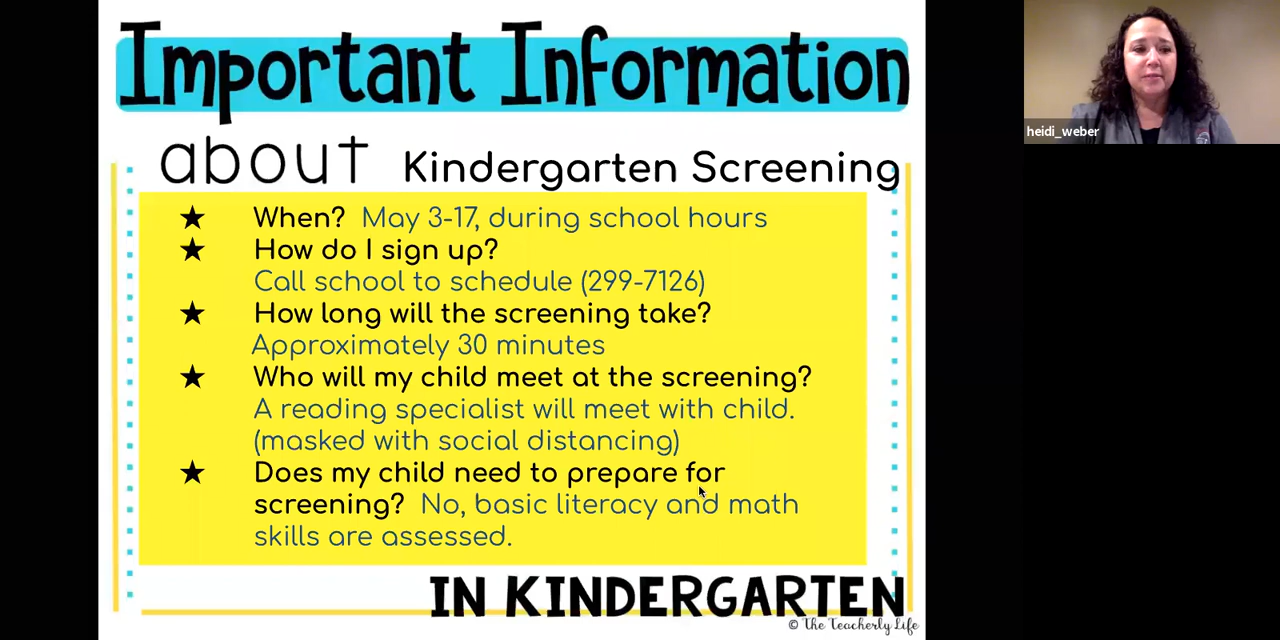 Important Information
heidi_weber
about Kindergarten Screening
★ When? May 3-17, during school hours
★ How do I sign up?
Call school to schedule (299-7126)
★ How long will the screening take?
Approximately 30 minutes
★ Who will my child meet at the screening?
A reading specialist will meet with child.
(masked with social distancing)
★ Does my child need to prepare for
screening? No, basic literacy and math
skills are assessed.
IN KINDERGARTEN
© The Teacherly Life